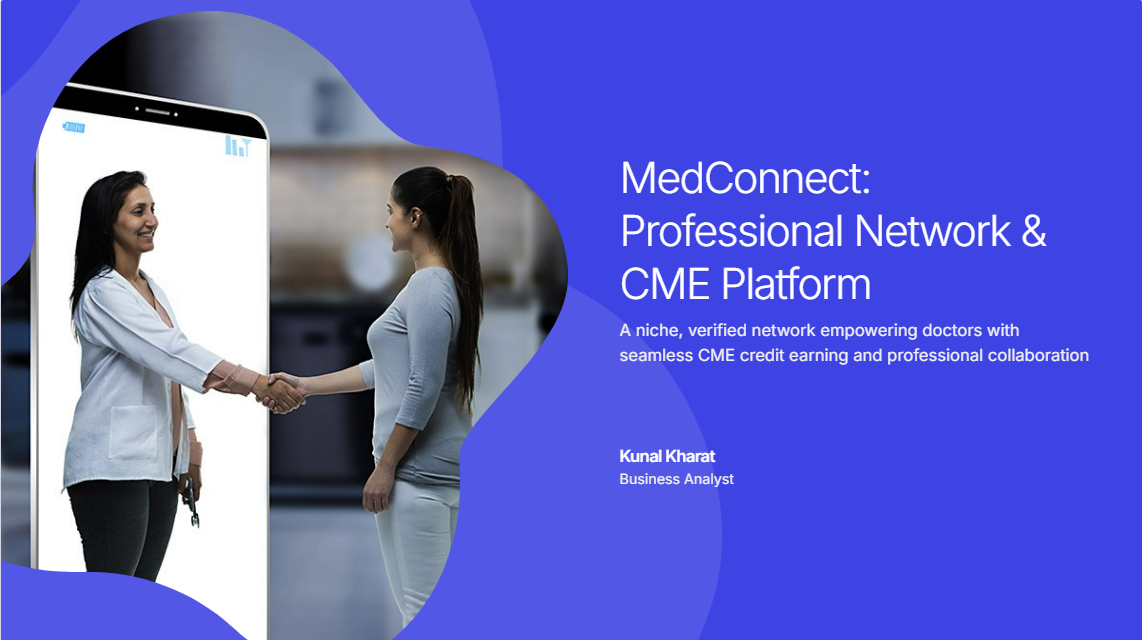 MedConnect:
Professional Network &
CME Platform
A niche, verified network empowering doctors with
seamless CME credit earning and professional collaboration
Kunal Kharat
Business Analyst